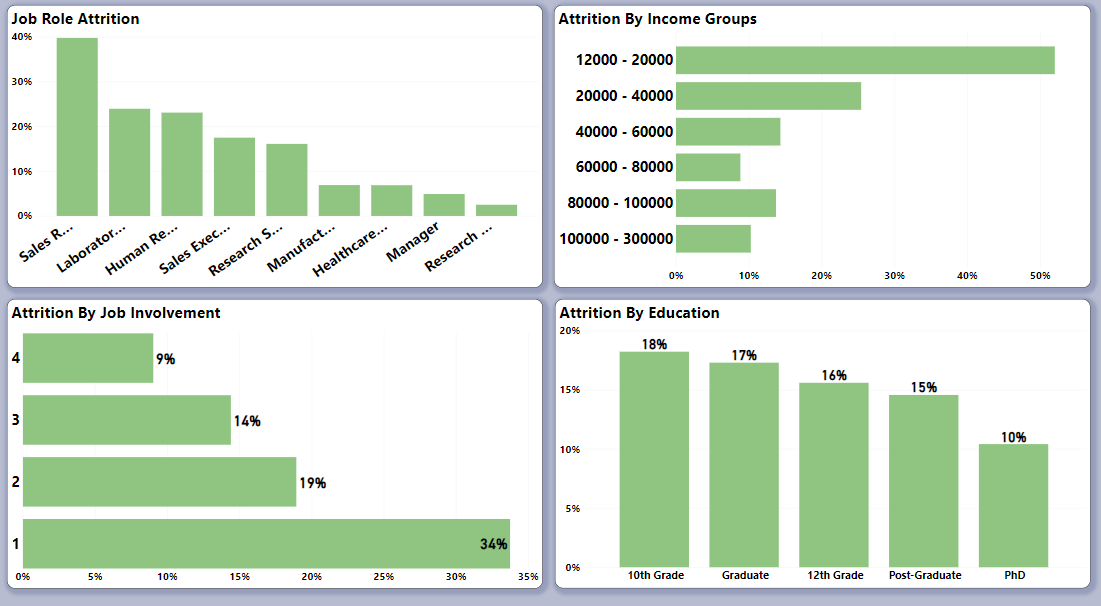 Job Role Attrition
40%
30%
20%
10%
0%
Sales R...
Laborator...
Human Re...
Sales Exec...
Research S...
Manufact...
Healthcare...
Manager
Research ...
Attrition By Income Groups
12000 - 20000
20000 - 40000
40000 - 60000
60000 - 80000
80000 - 100000
100000 - 300000
0% 10% 20% 30% 40% 50%
Attrition By Job Involvement
4 9%
3 14%
2 19%
1 34%
0% 5% 10% 15% 20% 25% 30% 35%
Attrition By Education
20%
15%
10%
5%
0%
18% 17% 16% 15% 10%
10th Grade Graduate 12th Grade Post-Graduate PhD